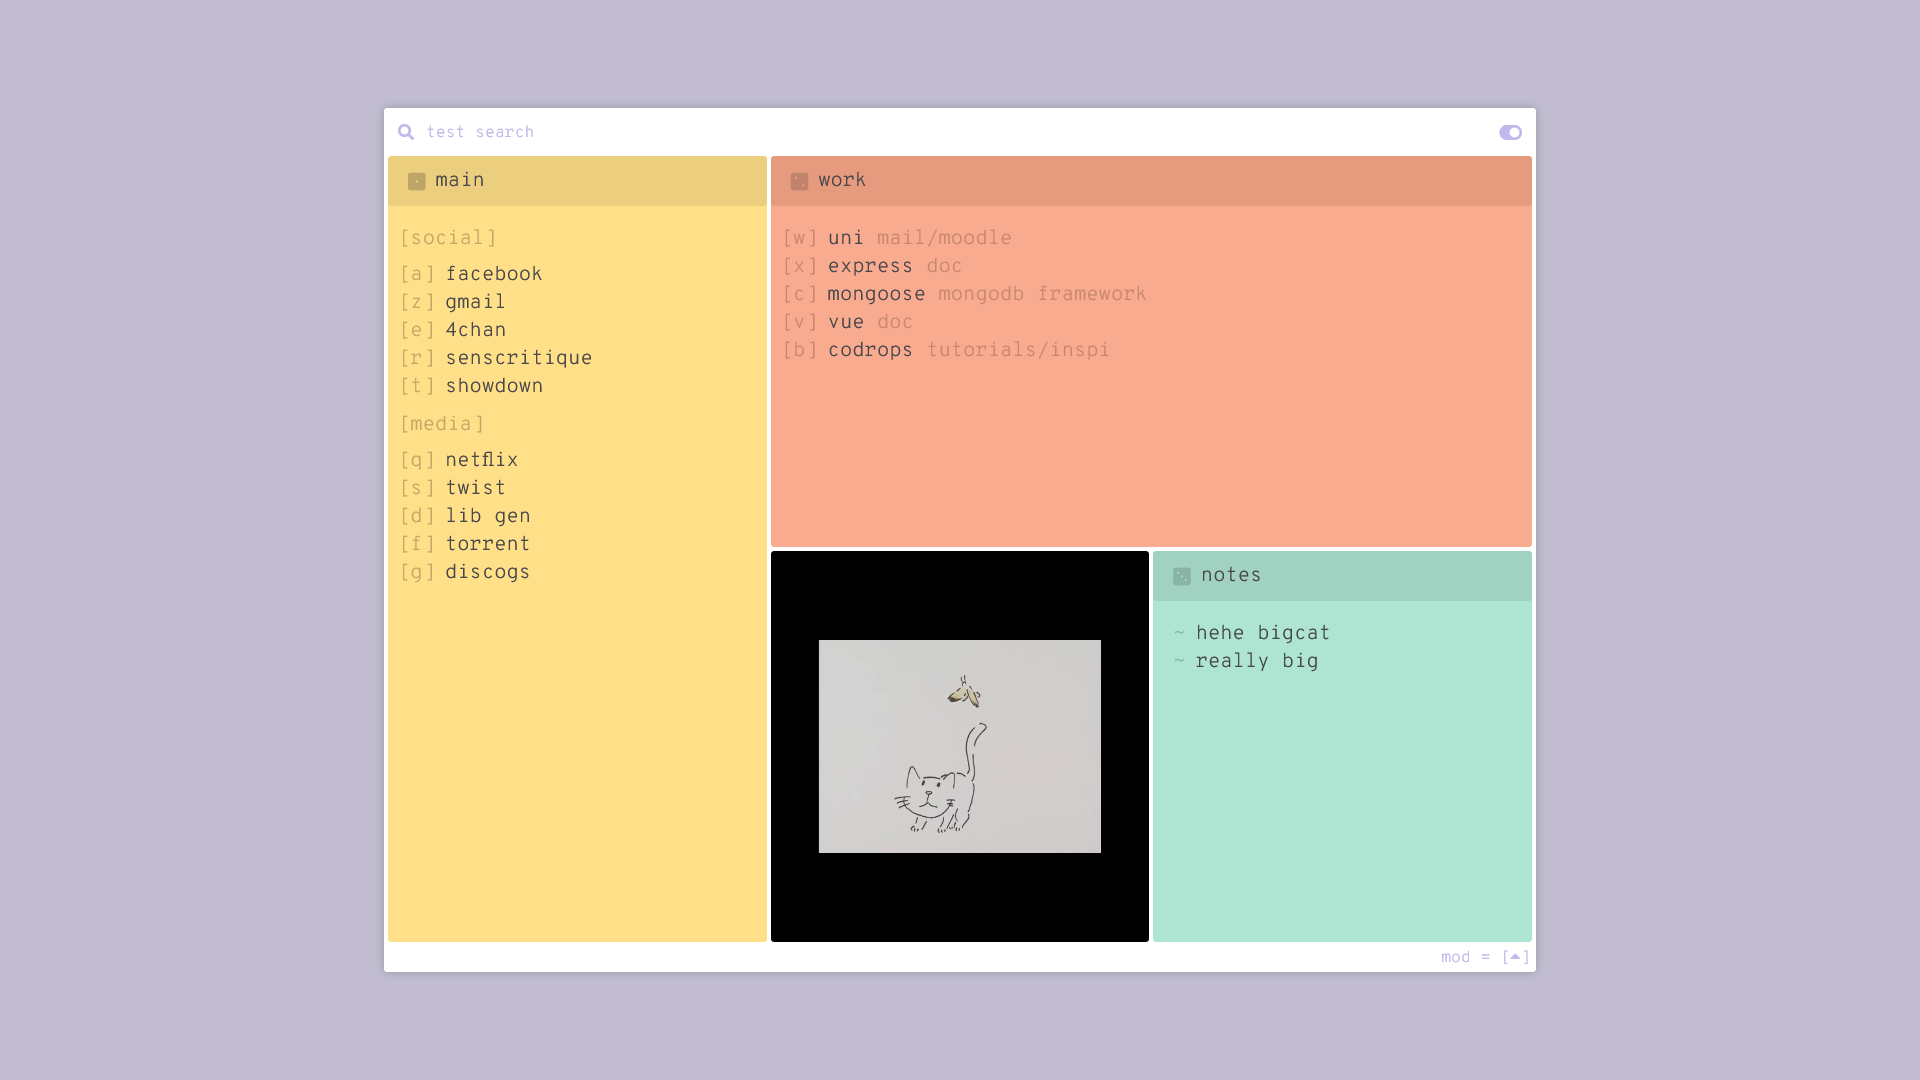 test search
main
[social]
[a] facebook
[z] gmail
[e] 4chan
[r] senscritique
[t] showdown
[media]
[q] netflix
[s] twist
[d] lib gen
[f] torrent
[g] discogs
work
[w] uni mail/moodle
[x] express doc
[c] mongoose mongodb framework
[v] vue doc
[b] codrops tutorials/inspi
notes
~ hehe bigcat
~ really big
mod = [⏶]